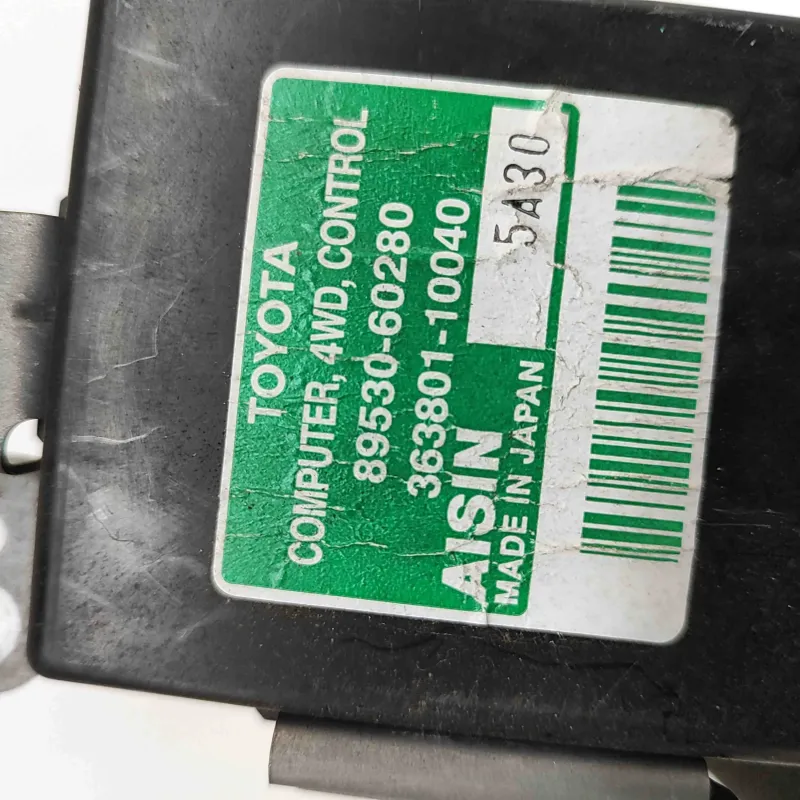 TOYOTA
COMPUTER, 4WD, CONTROL
89530-60280
363801-10040
AISIN
5A30
MADE IN JAPAN